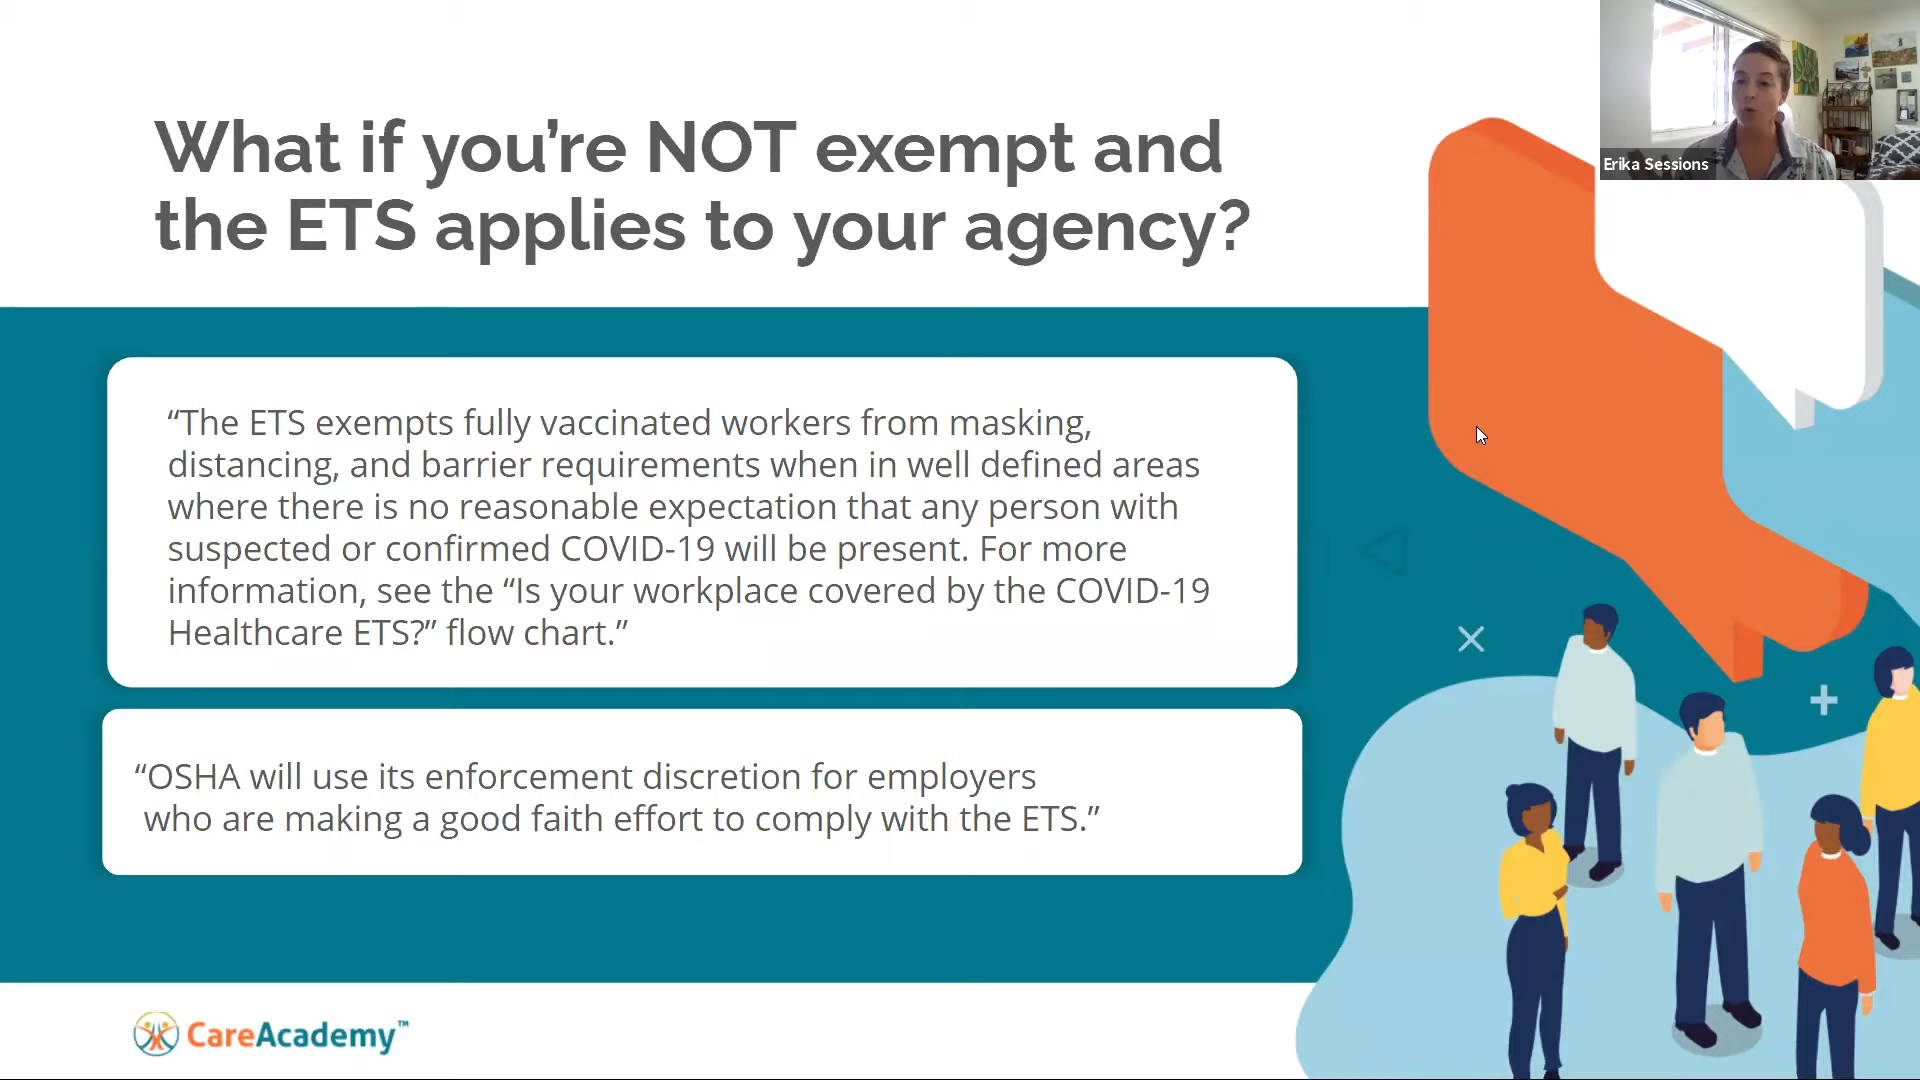 What if you’re NOT exempt and
the ETS applies to your agency?
Erika Sessions
“The ETS exempts fully vaccinated workers from masking,
distancing, and barrier requirements when in well defined areas
where there is no reasonable expectation that any person with
suspected or confirmed COVID-19 will be present. For more
information, see the “Is your workplace covered by the COVID-19
Healthcare ETS?” flow chart.”
“OSHA will use its enforcement discretion for employers
who are making a good faith effort to comply with the ETS.”
CareAcademy™